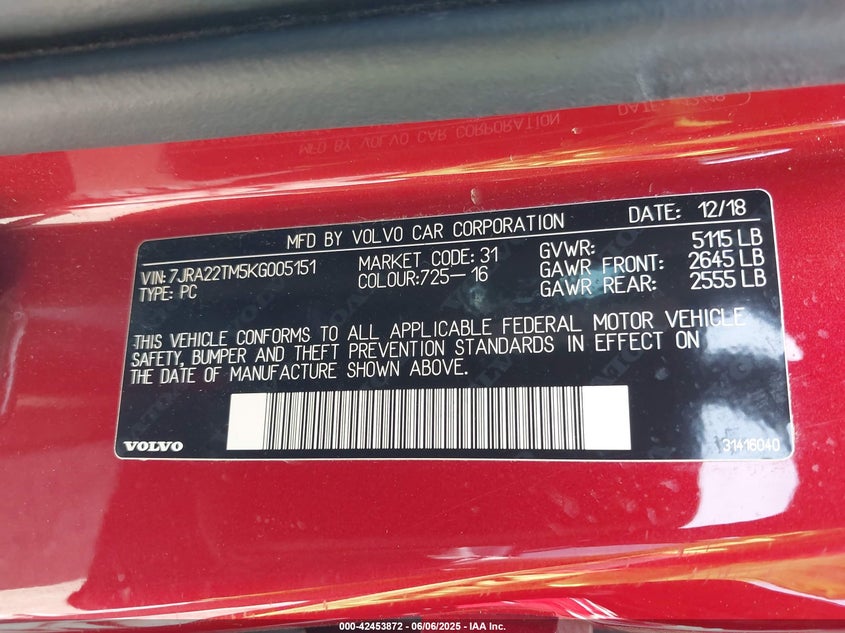 MFD BY VOLVO CAR CORPORATION DATE: 12/18
VIN:7JRA22TM5KG005151 MARKET CODE: 31 GVWR: 5115 LB
TYPE: PC COLOUR:725-16 GAWR FRONT: 2645 LB
GAWR REAR: 2555 LB
THIS VEHICLE CONFORMS TO ALL APPLICABLE FEDERAL MOTOR VEHICLE
SAFETY, BUMPER AND THEFT PREVENTION STANDARDS IN EFFECT ON
THE DATE OF MANUFACTURE SHOWN ABOVE.
VOLVO 31416040
000-42453872 - 06/06/2025 - IAA Inc.